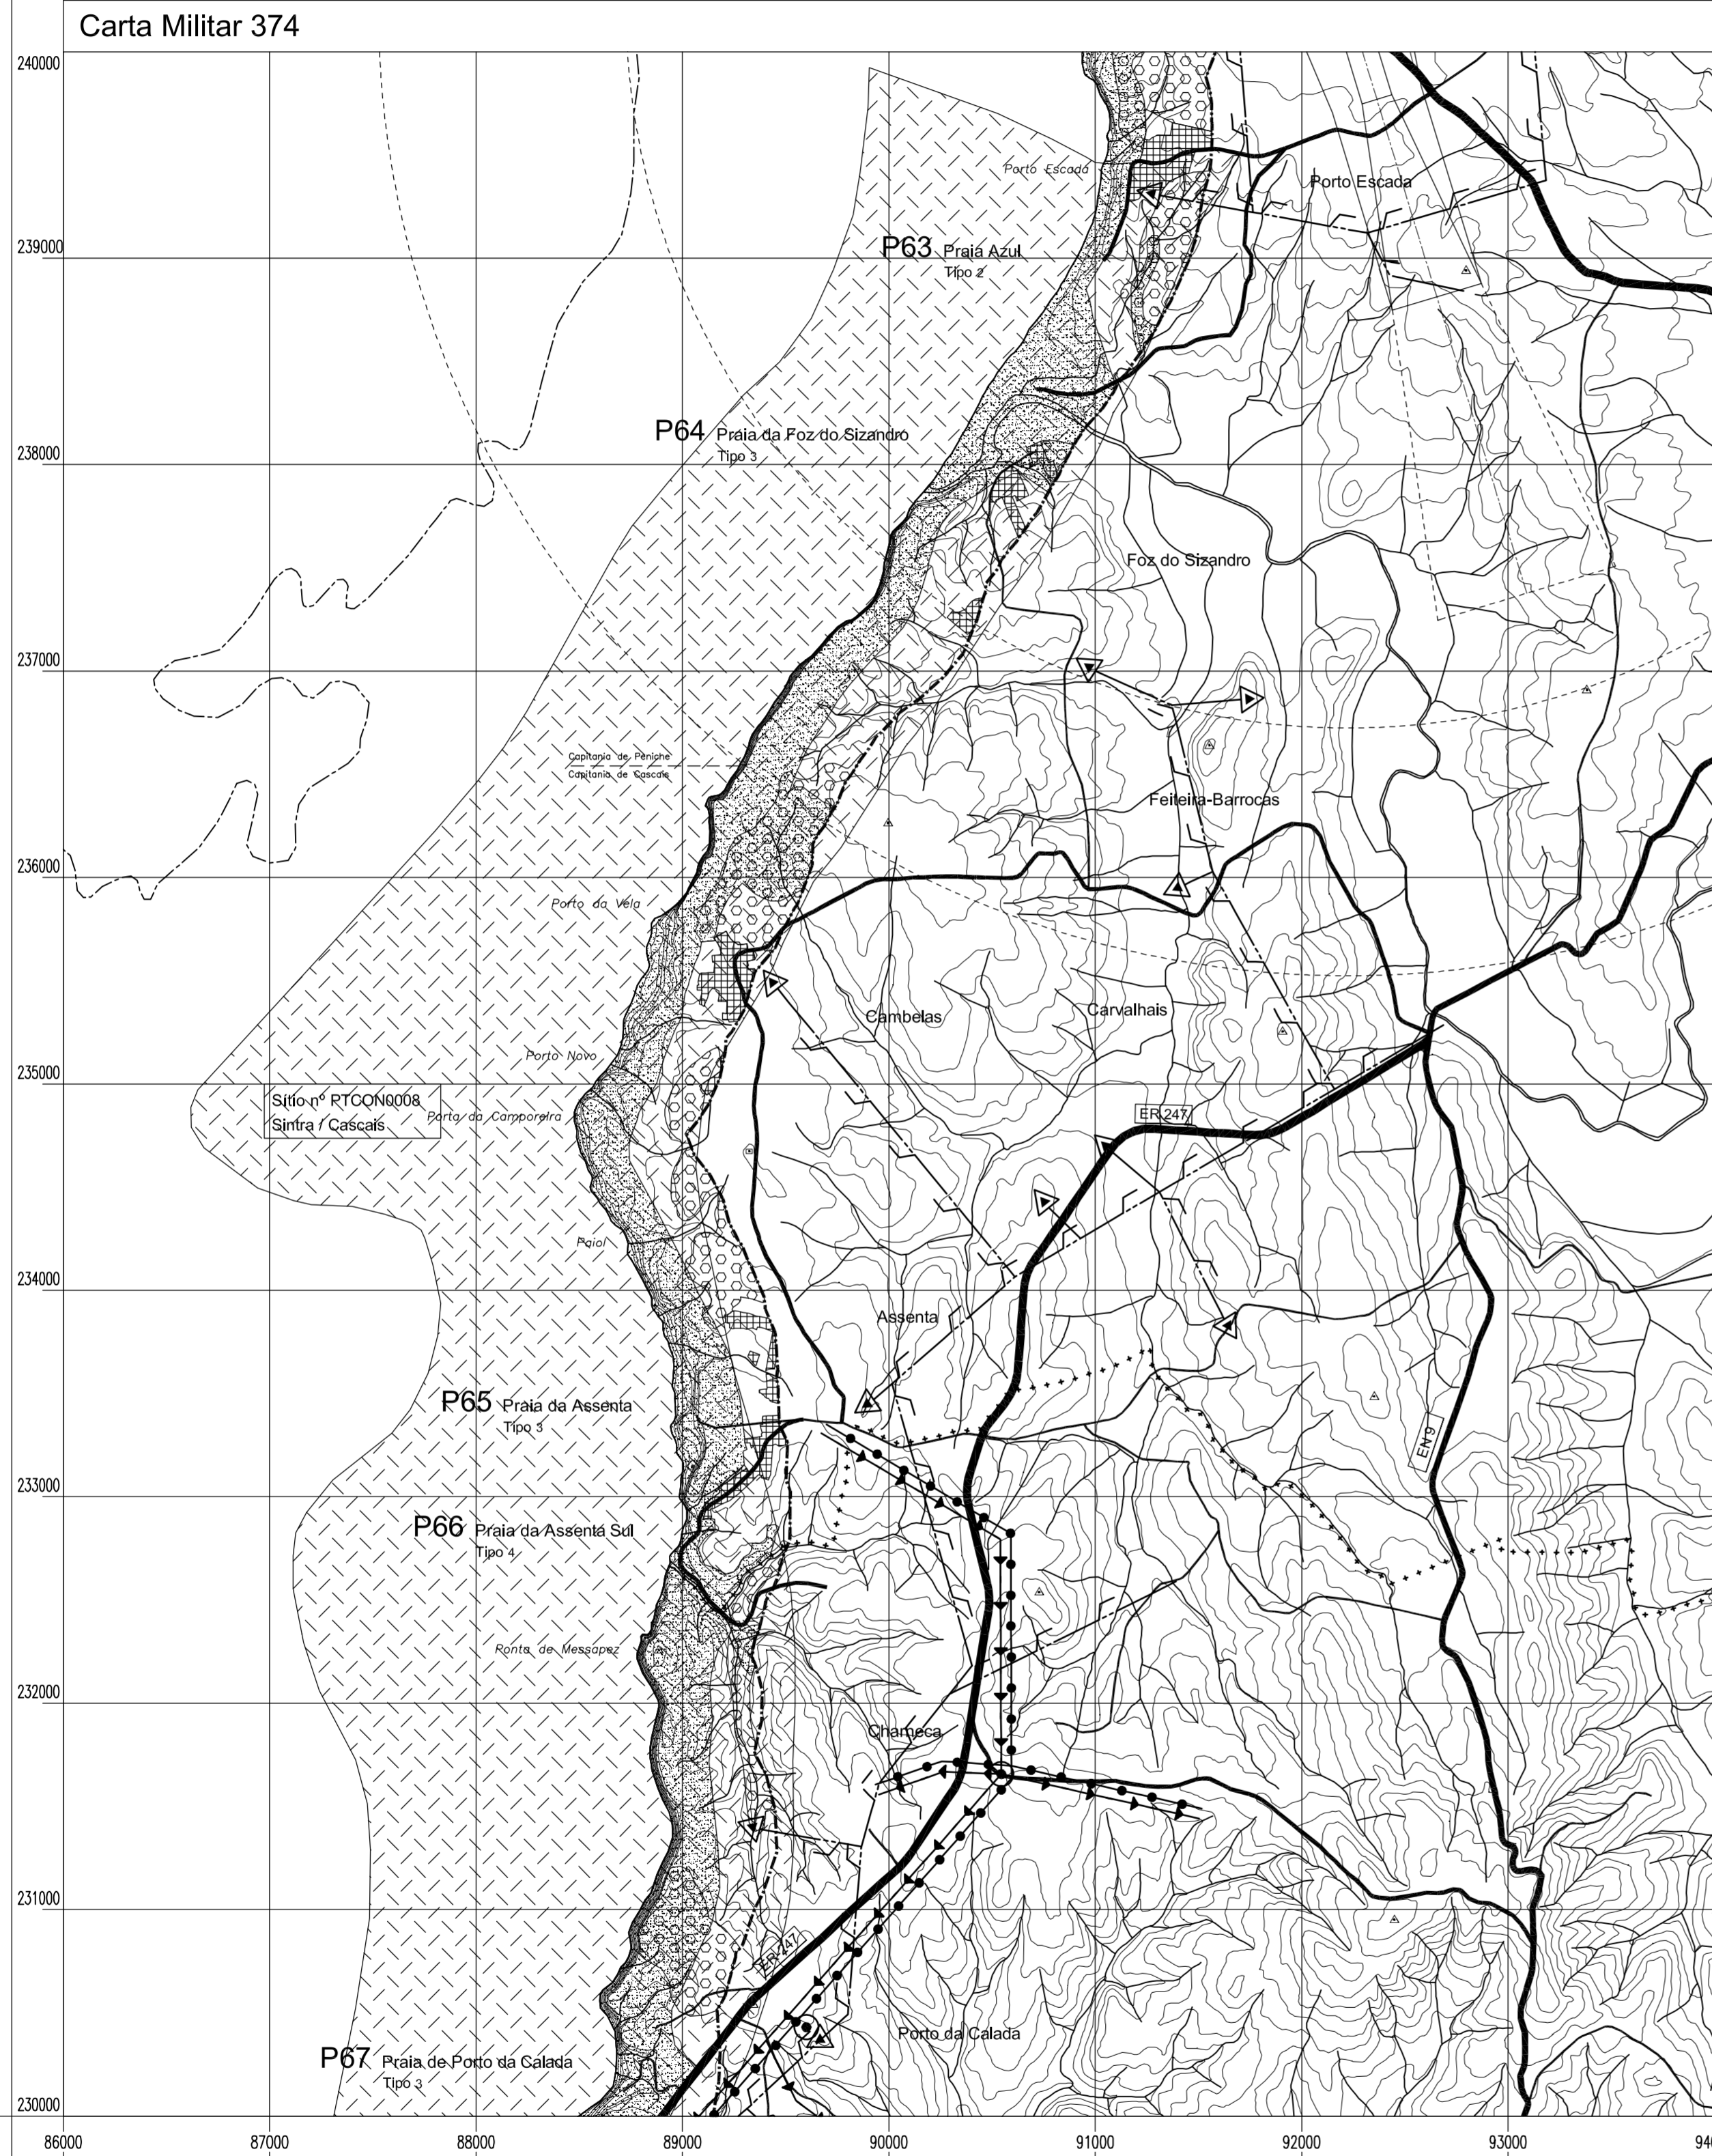 Carta Militar 374
240000
Porto Escada
Porto Escada
239000
P63 Praia Azul
Tipo 2
P64 Praia da Foz do Sizandro
Tipo 3
238000
Foz do Sizandro
237000
Capitania de Peniche
Capitania de Cascais
Feiteira-Barrocas
236000
Porto da Vela
Cambelas
Carvalhais
Porto Novo
235000
Sítio nº PTCON0008
Sintra / Cascais
Porta da Camporeira
ER 247
Paiol
234000
Assenta
P65 Praia da Assenta
Tipo 3
EN 9
233000
P66 Praia da Assenta Sul
Tipo 4
Ponta de Messapez
232000
Charneca
231000
ER 247
Porto da Calada
P67 Praia de Porto da Calada
Tipo 3
230000
86000 87000 88000 89000 90000 91000 92000 93000